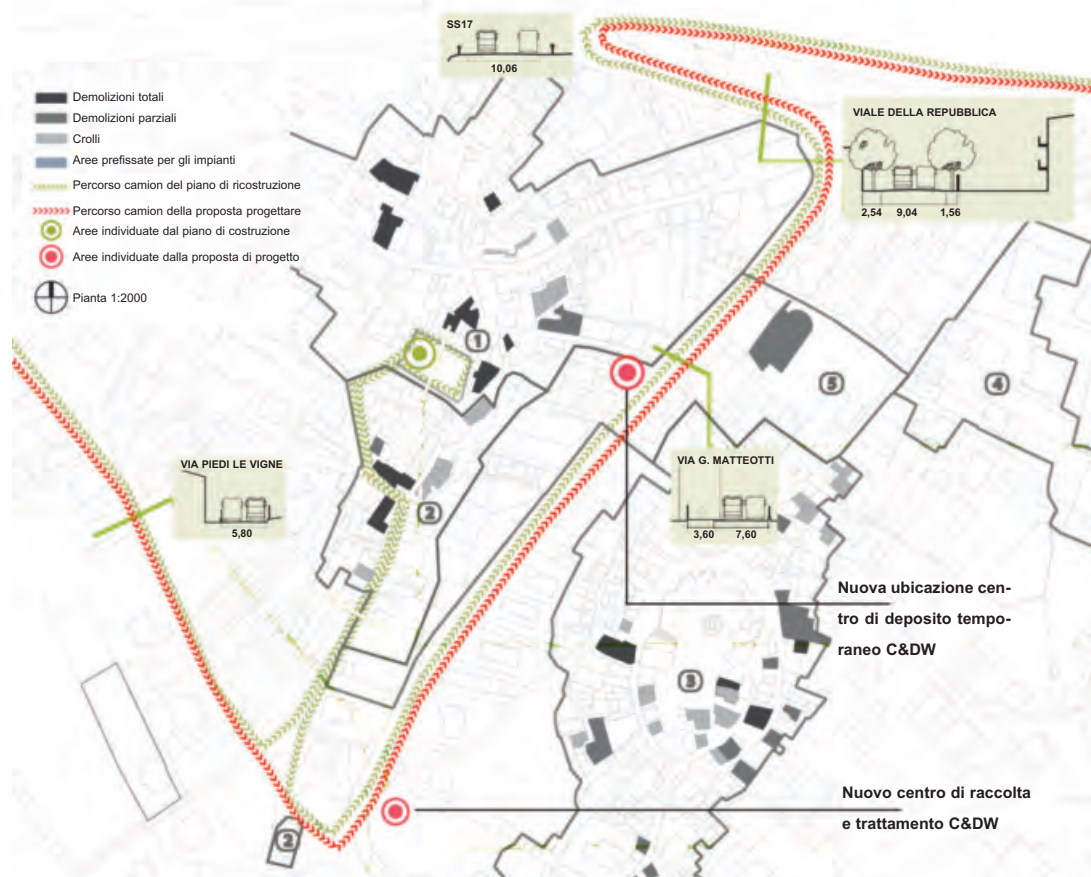 SS17
10,06
Demolizioni totali
Demolizioni parziali
Crolli
Aree prefissate per gli impianti
Percorso camion del piano di ricostruzione
Percorso camion della proposta progettare
Aree individuate dal piano di costruzione
Aree individuate dalla proposta di progetto
Pianta 1:2000
VIALE DELLA REPUBBLICA
2,54 9,04 1,56
1
5
4
VIA PIEDI LE VIGNE
5,80
2
VIA G. MATTEOTTI
3,60 7,60
Nuova ubicazione cen-
tro di deposito tempo-
raneo C&DW
3
Nuovo centro di raccolta
e trattamento C&DW
2